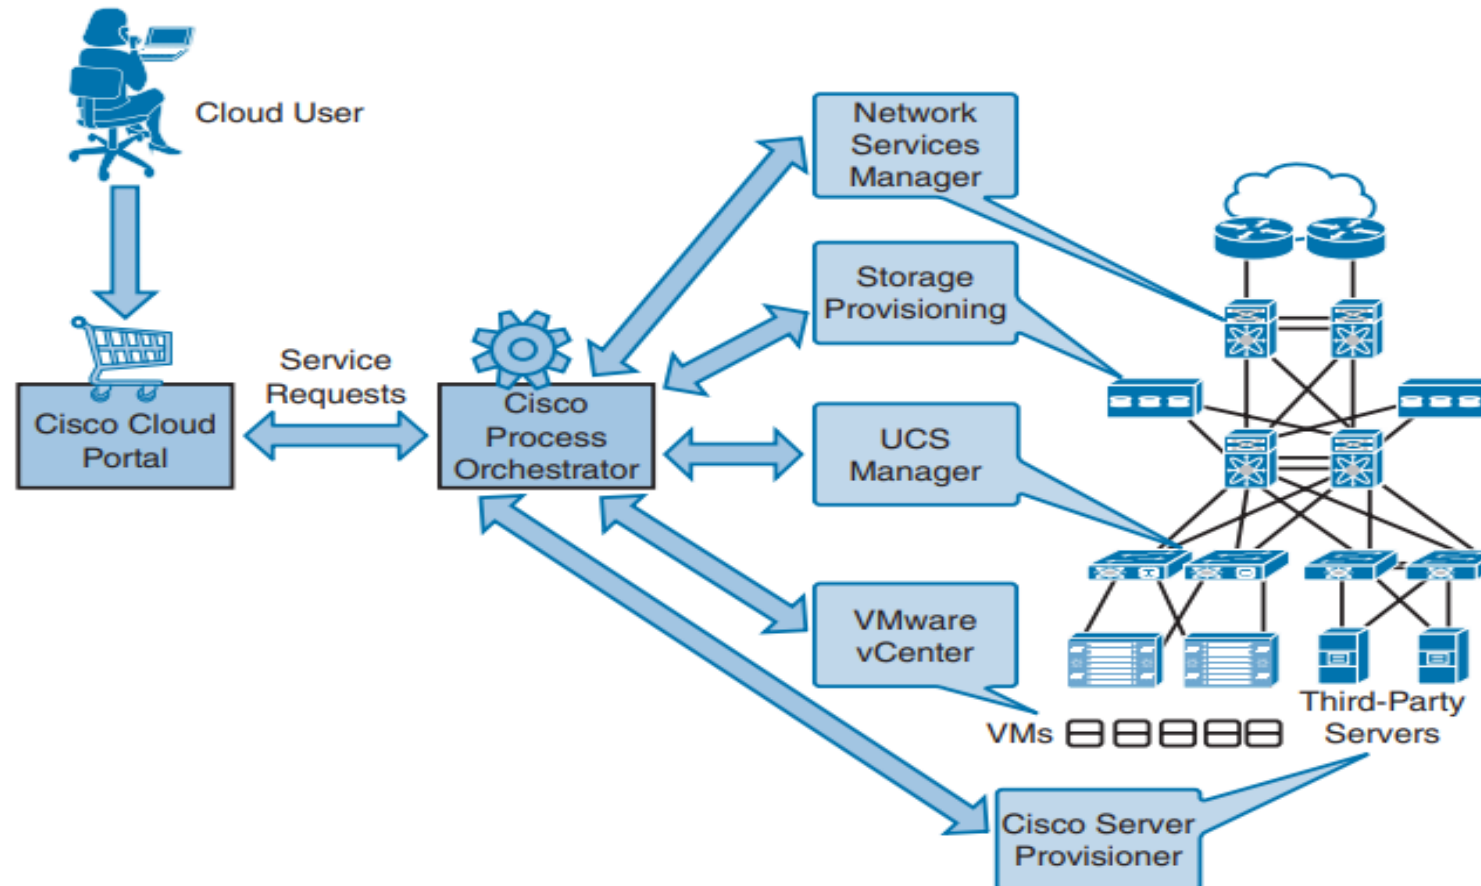 Cloud User
Network
Services
Manager
Storage
Provisioning
Service
Requests
Cisco Cloud
Portal
Cisco
Process
Orchestrator
UCS
Manager
VMware
vCenter
VMs
Third-Party
Servers
Cisco Server
Provisioner